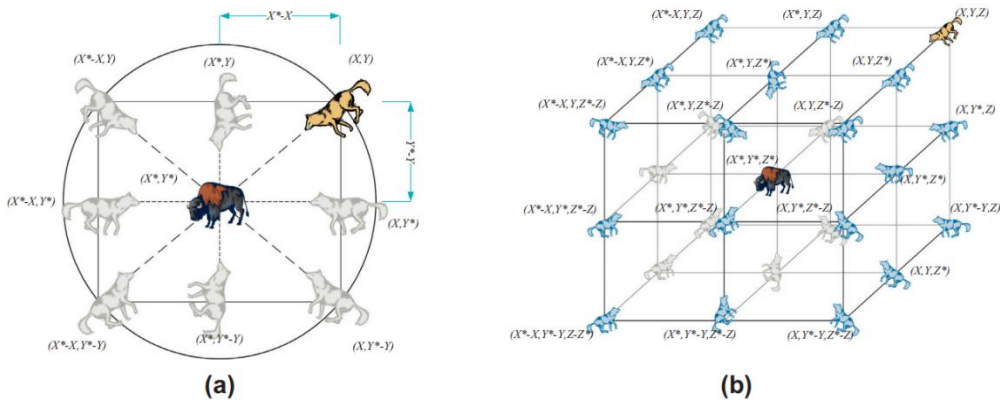 X*-X
(X*-X,Y)
(X*,Y)
(X,Y)
Y*-Y
(X*,Y*)
(X*-X,Y*)
(X,Y*)
(X*-X,Y*-Y)
(X*,Y*-Y)
(X,Y*-Y)
(a)
(X*-X,Y,Z)
(X*,Y,Z)
(X,Y,Z)
(X*-X,Y,Z*)
(X*,Y,Z*)
(X,Y,Z*)
(X*-X,Y,Z*-Z)
(X*,Y,Z*-Z)
(X,Y,Z*-Z)
(X,Y*,Z)
(X*,Y*,Z*)
(X,Y*,Z*)
(X*-X,Y*,Z*-Z)
(X*,Y*,Z*-Z)
(X,Y*,Z*-Z)
(X,Y*-Y,Z)
(X,Y,Z*)
(X*-X,Y*-Y,Z-Z*)
(X*,Y*-Y,Z*-Z)
(X,Y*-Y,Z*-Z)
(b)